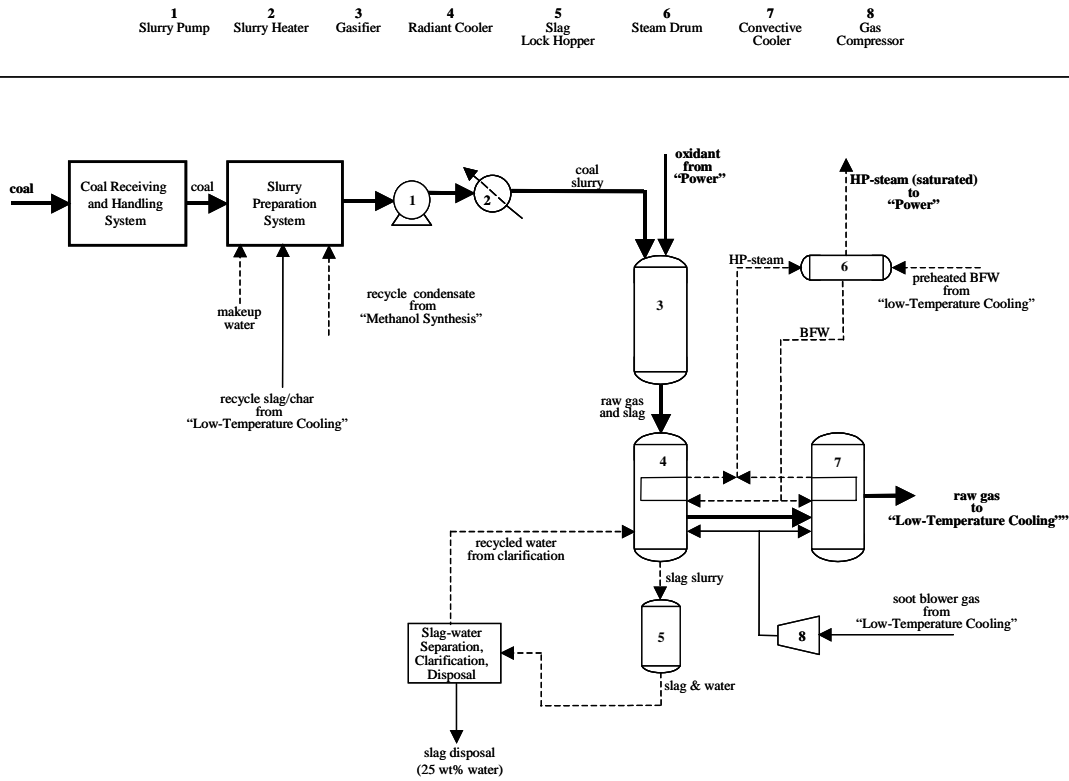 1
Slurry Pump
2
Slurry Heater
3
Gasifier
4
Radiant Cooler
5
Slag
Lock Hopper
6
Steam Drum
7
Convective
Cooler
8
Gas
Compressor
coal
Coal Receiving
and Handling
System
coal
Slurry
Preparation
System
1
2
coal
slurry
oxidant
from
“Power”
HP-steam (saturated)
to
“Power”
makeup
water
recycle condensate
from
“Methanol Synthesis”
recycle slag/char
from
“Low-Temperature Cooling”
3
HP-steam
6
preheated BFW
from
“low-Temperature Cooling”
BFW
raw gas
and slag
4
7
raw gas
to
“Low-Temperature Cooling””
recycled water
from clarification
slag slurry
5
8
soot blower gas
from
“Low-Temperature Cooling”
Slag-water
Separation,
Clarification,
Disposal
slag & water
slag disposal
(25 wt% water)